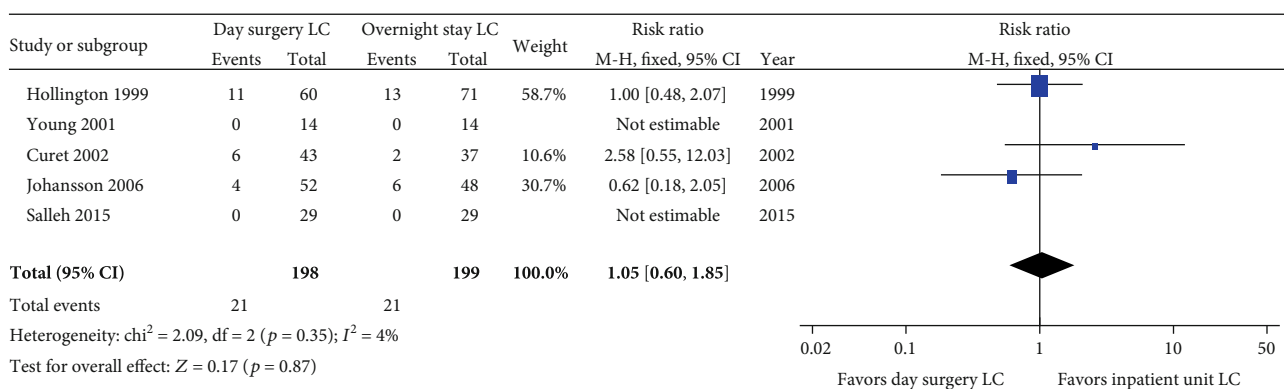 Study or subgroup Day surgery LC Overnight stay LC Weight Risk ratio Risk ratio
Events Total Events Total M-H, fixed, 95% CI Year M-H, fixed, 95% CI
Hollington 1999 11 60 13 71 58.7% 1.00 [0.48, 2.07] 1999
Young 2001 0 14 0 14 Not estimable 2001
Curet 2002 6 43 2 37 10.6% 2.58 [0.55, 12.03] 2002
Johansson 2006 4 52 6 48 30.7% 0.62 [0.18, 2.05] 2006
Salleh 2015 0 29 0 29 Not estimable 2015
Total (95% CI) 198 199 100.0% 1.05 [0.60, 1.85]
Total events 21 21
Heterogeneity: chi² = 2.09, df = 2 (p = 0.35); I² = 4%
Test for overall effect: Z = 0.17 (p = 0.87)
0.02 0.1 1 10 50
Favors day surgery LC Favors inpatient unit LC